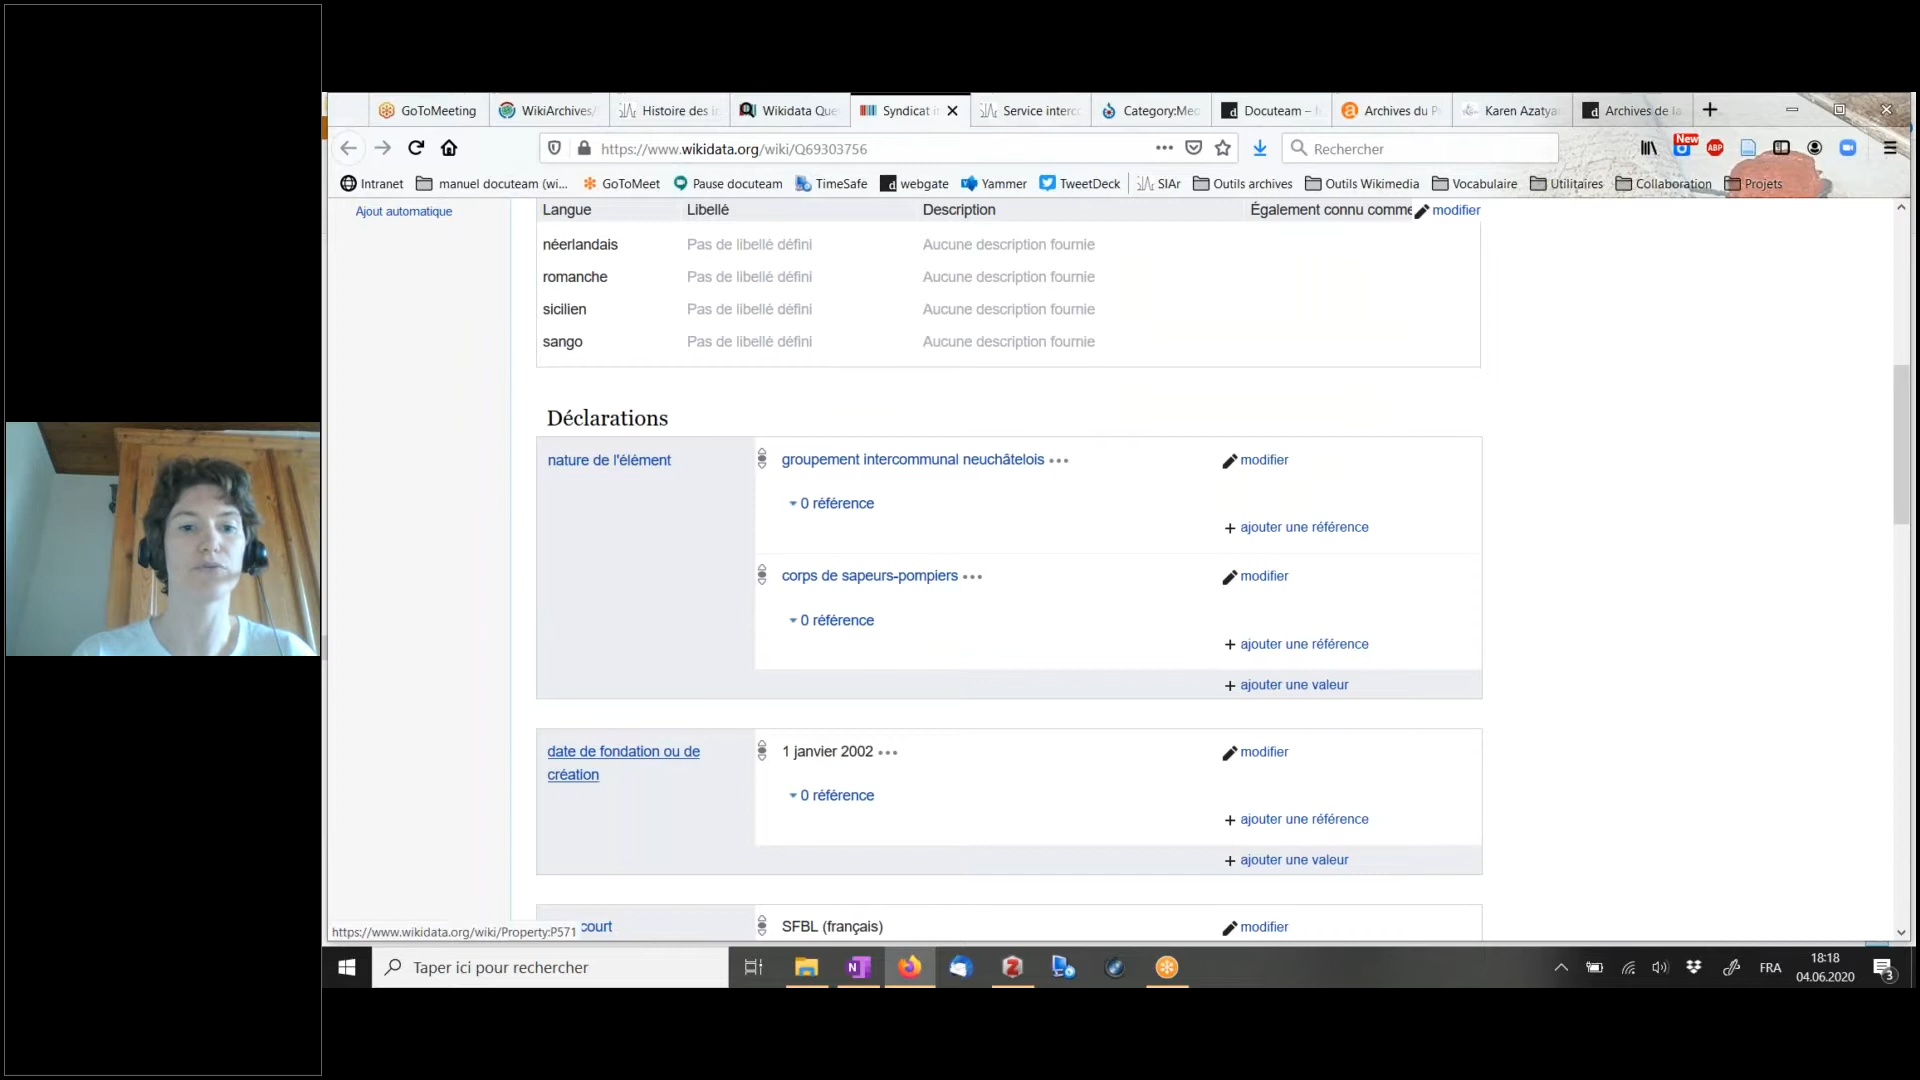 GoToMeeting
WikiArchives/
Histoire des i
Wikidata Que
Syndicat i
Service interc
Category:Med
Docuteam –
Archives du P
Karen Azatya
Archives de la
https://www.wikidata.org/wiki/Q69303756
Rechercher
New
ABP
Intranet
manuel docuteam (wi...
GoToMeet
Pause docuteam
TimeSafe
webgate
Yammer
TweetDeck
SIAr
Outils archives
Outils Wikimedia
Vocabulaire
Utilitaires
Collaboration
Projets
Ajout automatique
Langue Libellé Description Également connu comme modifier
néerlandais Pas de libellé défini Aucune description fournie
romanche Pas de libellé défini Aucune description fournie
sicilien Pas de libellé défini Aucune description fournie
sango Pas de libellé défini Aucune description fournie
Déclarations
nature de l'élément
groupement intercommunal neuchâtelois
modifier
0 référence
+ ajouter une référence
corps de sapeurs-pompiers
modifier
0 référence
+ ajouter une référence
+ ajouter une valeur
date de fondation ou de
création
1 janvier 2002
modifier
0 référence
+ ajouter une référence
+ ajouter une valeur
court
SFBL (français)
modifier
https://www.wikidata.org/wiki/Property:P571
Taper ici pour rechercher
FRA
18:18
04.06.2020
3